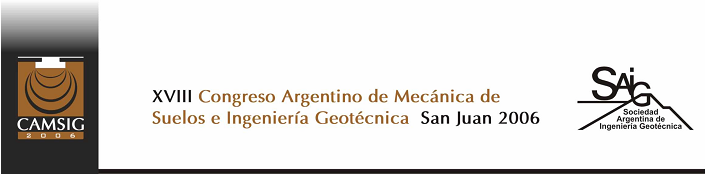 CAMSIG
2006
XVIII Congreso Argentino de Mecánica de
Suelos e Ingeniería Geotécnica San Juan 2006
SAIG
Sociedad
Argentina de
Ingeniería Geotécnica